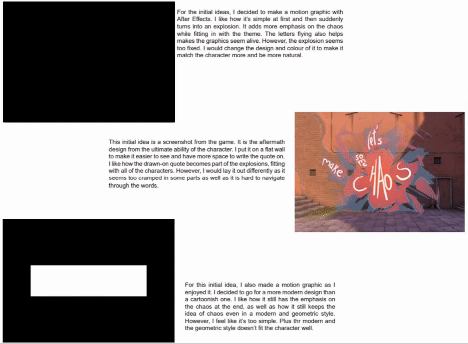 For the initial ideas, I decided to make a motion graphic with
After Effects. I like how it's simple at first and then suddenly
turns into an explosion. It adds more emphasis on the chaos
while fitting in with the theme. The letters flying also helps
makes the graphics seem alive. However, the explosion seems
too fixed. I would change the design and colour of it to make it
match the character more and be more natural.
This initial idea is a screenshot from the game. It is the aftermath
design from the ultimate ability of the character. I put it on a flat wall
to make it easier to see and have more space to write the quote on.
I like how the drawn-on quote becomes part of the explosions, fitting
with all of the characters. However, I would lay it out differently as it
seems too cramped in some parts as well as it is hard to navigate
through the words.
let's
make
some
CHAOS
For this initial idea, I also made a motion graphic as I
enjoyed it. I decided to go for a more modern design than
a cartoonish one. I like how it still has the emphasis on
the chaos at the end, as well as how it still keeps the
idea of chaos even in a modern and geometric style.
However, I feel like it's too simple. Plus thr modern and
the geometric style doesn't fit the character well.